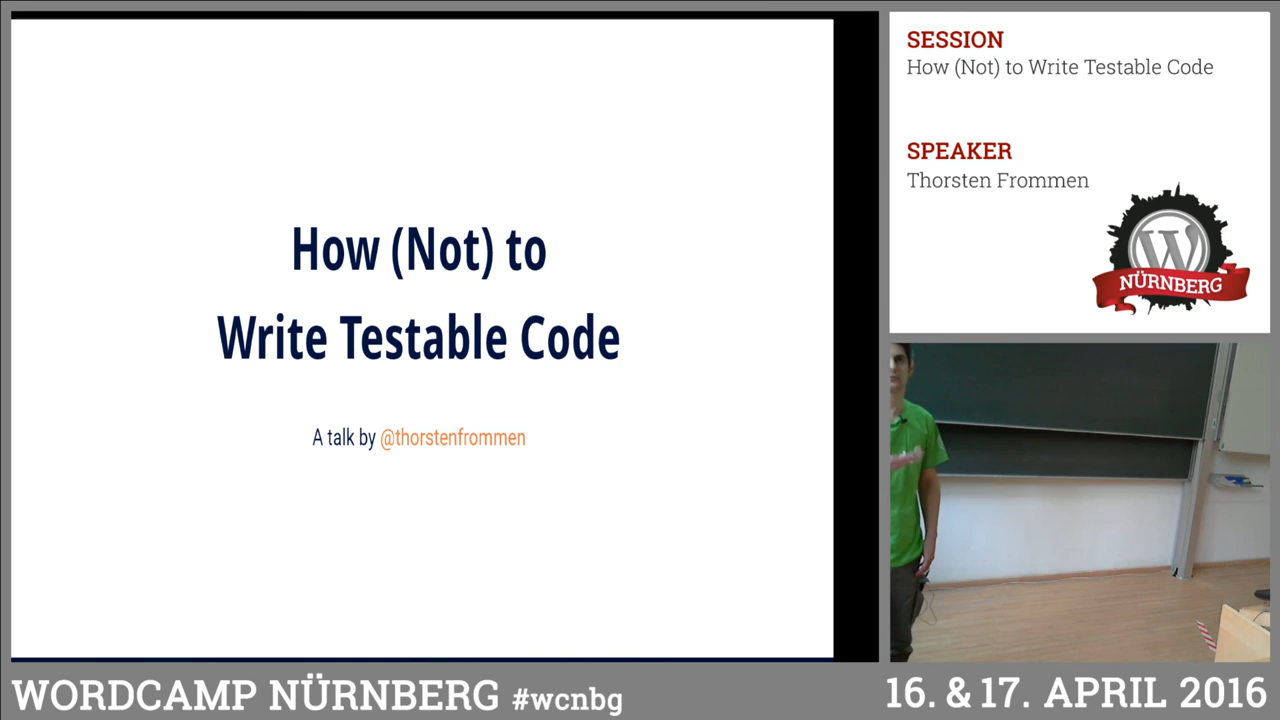 How (Not) to
Write Testable Code
A talk by @thorstenfrommen
SESSION
How (Not) to Write Testable Code
SPEAKER
Thorsten Frommen
W
NÜRNBERG
WORDCAMP NÜRNBERG #wcnbg
16. & 17. APRIL 2016